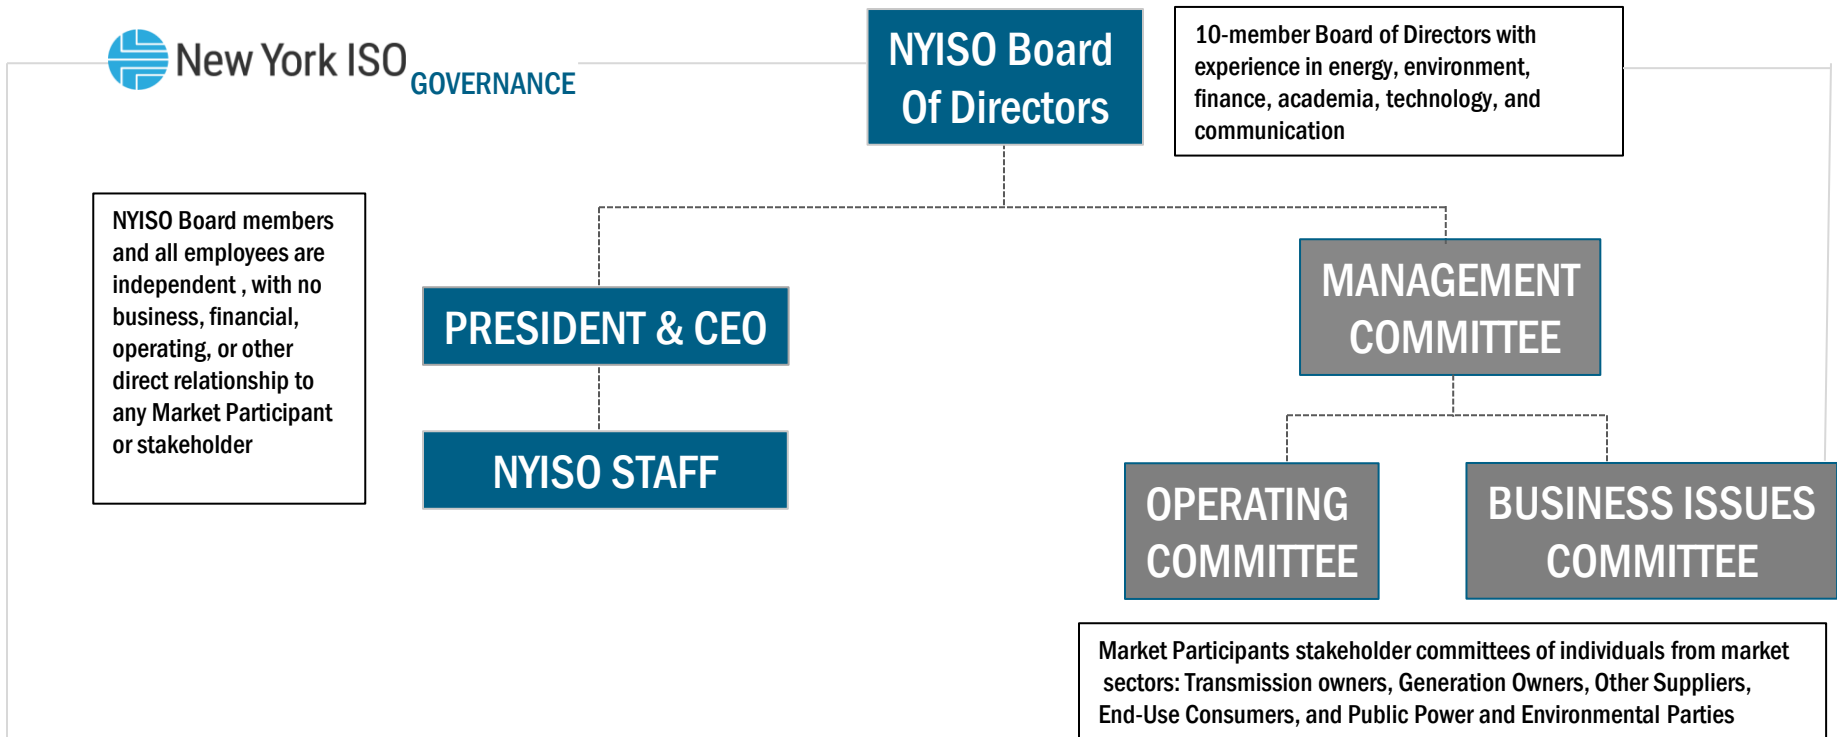 New York ISO
GOVERNANCE
NYISO Board
Of Directors
10-member Board of Directors with
experience in energy, environment,
finance, academia, technology, and
communication
NYISO Board members
and all employees are
independent , with no
business, financial,
operating, or other
direct relationship to
any Market Participant
or stakeholder
PRESIDENT & CEO
NYISO STAFF
MANAGEMENT
COMMITTEE
OPERATING
COMMITTEE
BUSINESS ISSUES
COMMITTEE
Market Participants stakeholder committees of individuals from market
sectors: Transmission owners, Generation Owners, Other Suppliers,
End-Use Consumers, and Public Power and Environmental Parties